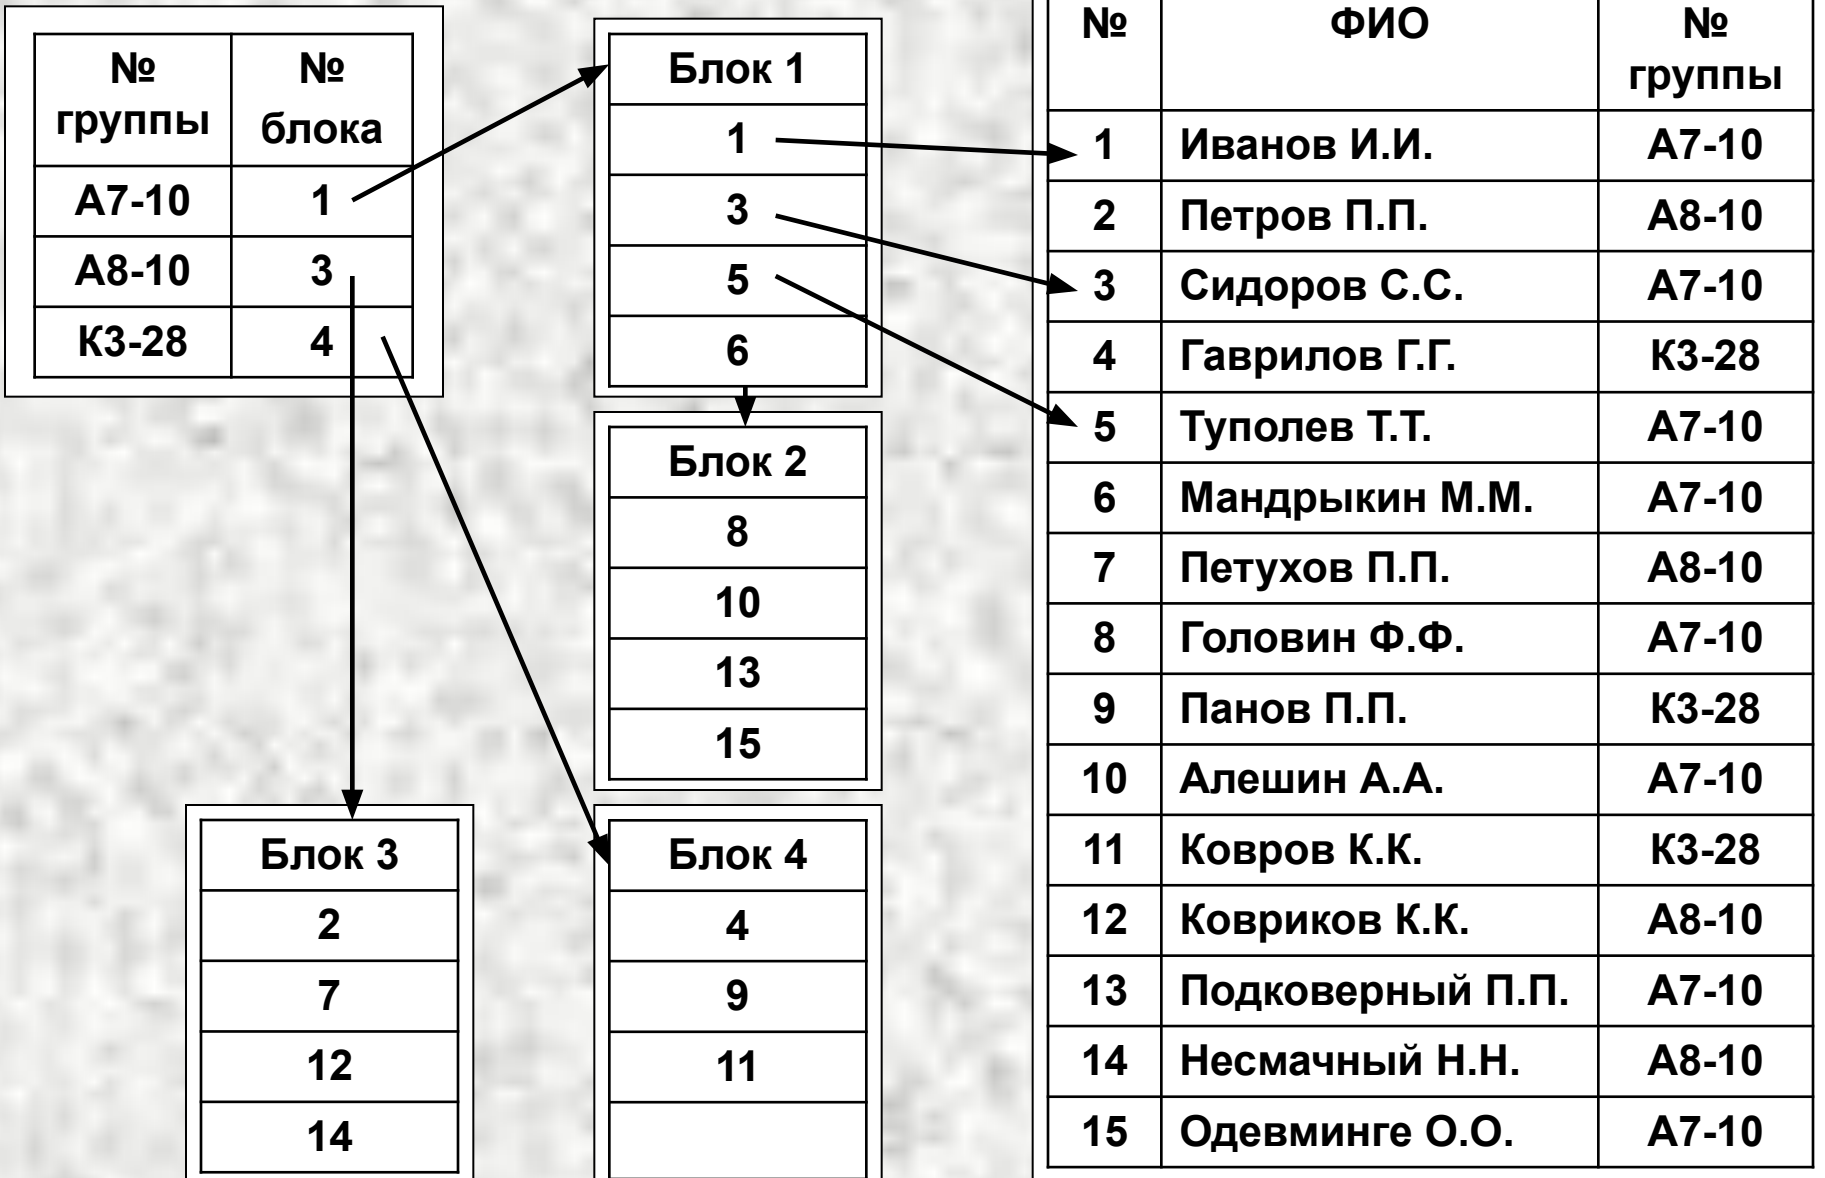 № группы № блока
А7-10 1
А8-10 3
К3-28 4
Блок 1
1
3
5
6
Блок 2
8
10
13
15
Блок 3
2
7
12
14
Блок 4
4
9
11
№ ФИО № группы
1 Иванов И.И. А7-10
2 Петров П.П. А8-10
3 Сидоров С.С. А7-10
4 Гаврилов Г.Г. К3-28
5 Туполев Т.Т. А7-10
6 Мандрыкин М.М. А7-10
7 Петухов П.П. А8-10
8 Головин Ф.Ф. А7-10
9 Панов П.П. К3-28
10 Алешин А.А. А7-10
11 Ковров К.К. К3-28
12 Ковриков К.К. А8-10
13 Подковерный П.П. А7-10
14 Несмачный Н.Н. А8-10
15 Одевминге О.О. А7-10